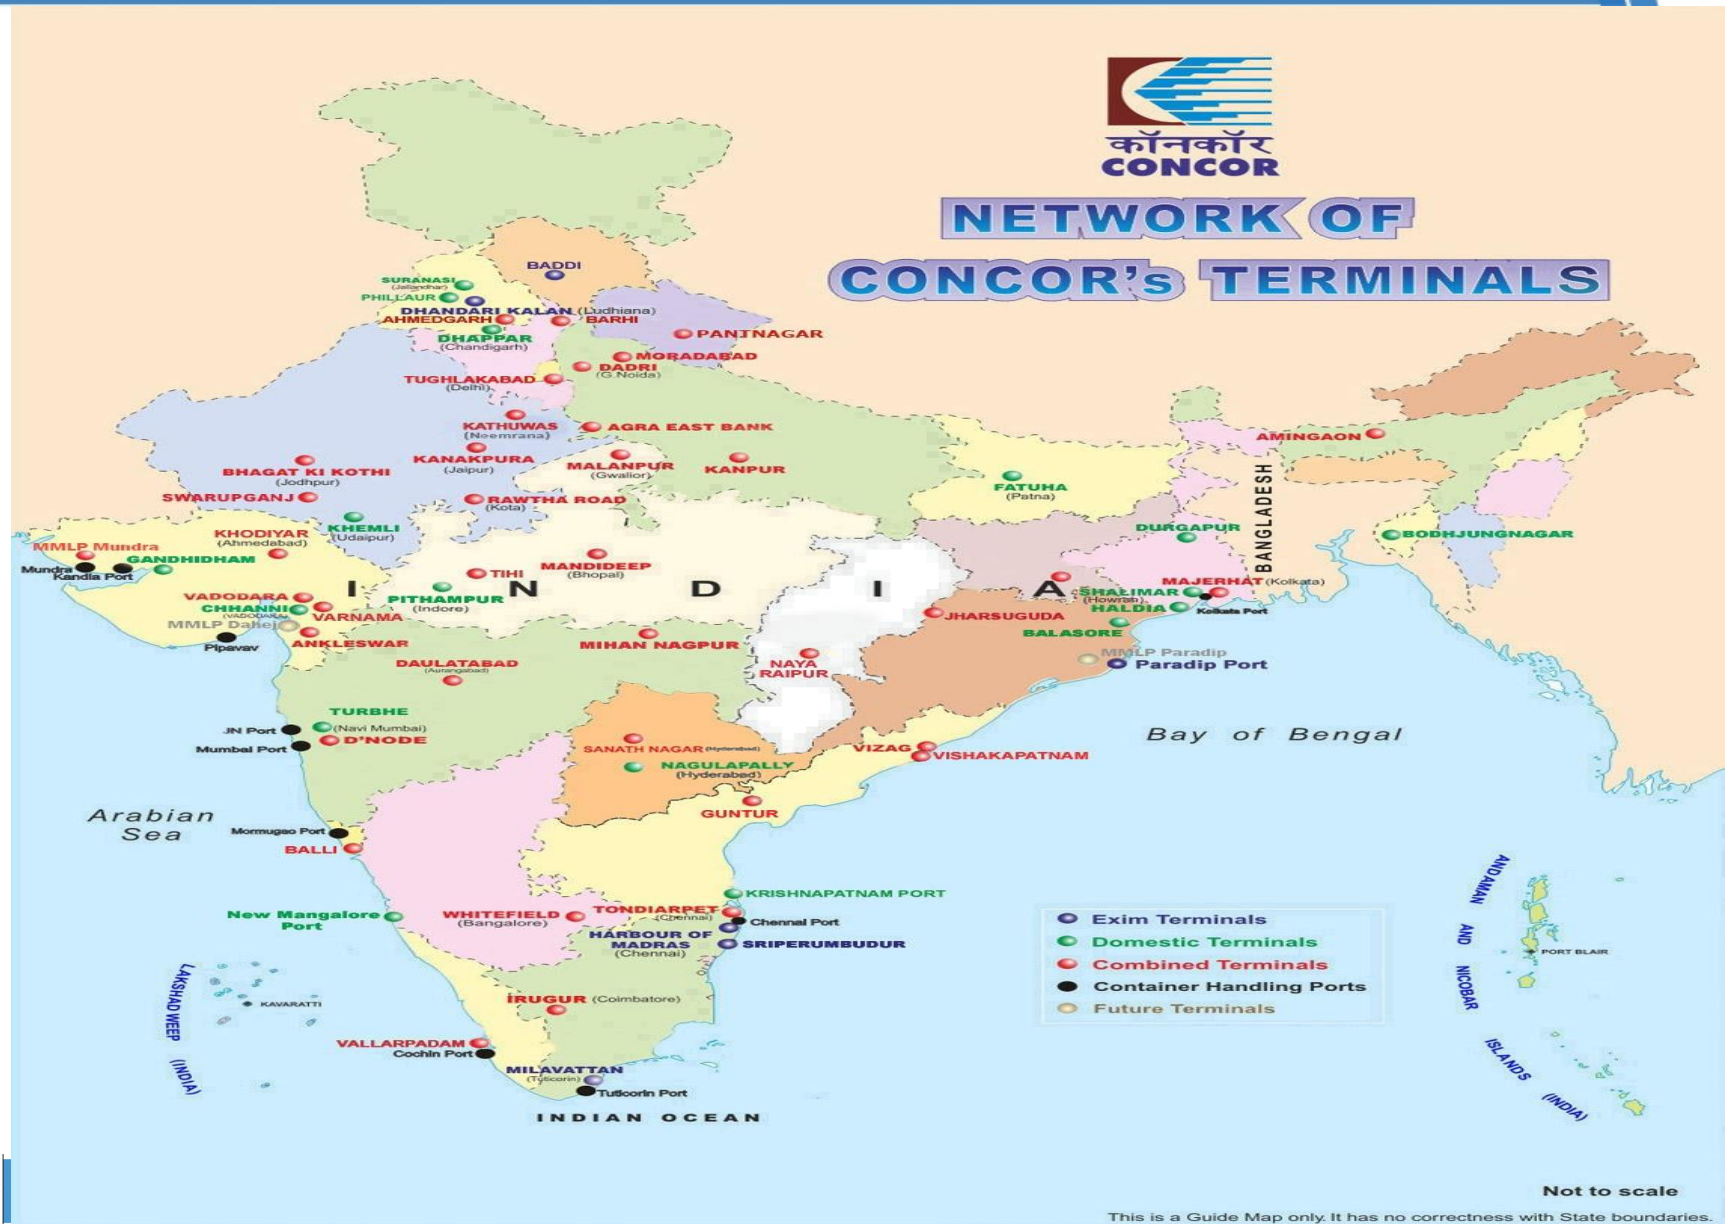 कॉनकॉर
CONCOR
NETWORK OF
CONCOR's TERMINALS
BADDI
SURANASI
(Jallandhar)
PHILLAUR
DHANDARI KALAN (Ludhiana)
AHMEDGARH
BARHI
DHAPPAR
(Chandigarh)
PANTNAGAR
MORADABAD
DADRI
(G.Noida)
TUGHLAKABAD
(Delhi)
KATHUWAS
(Neemrana)
AGRA EAST BANK
AMINGAON
KANAKPURA
(Jaipur)
MALANPUR
(Gwalior)
KANPUR
BHAGAT KI KOTHI
(Jodhpur)
FATUHA
(Patna)
BANGLADESH
SWARUPGANJ
RAWTHA ROAD
(Kota)
KHEMLI
(Udaipur)
KHODIYAR
(Ahmedabad)
DURGAPUR
BODHJUNGNAGAR
MMLP Mundra
GANDHIDHAM
Mundra
Kandla Port
MANDIDEEP
(Bhopal)
TIHI
I N D I A
MAJERHAT (Kolkata)
VADODARA
PITHAMPUR
(Indore)
SHALIMAR
(Howrah)
CHHANNI
(VADODARA)
VARNAMA
HALDIA
Kolkata Port
JHARSUGUDA
MMLP Dahej
BALASORE
Pipavav
ANKLESWAR
MIHAN NAGPUR
MMLP Paradip
Paradip Port
DAULATABAD
(Aurangabad)
NAYA
RAIPUR
TURBHE
(Navi Mumbai)
JN Port
D'NODE
Mumbai Port
Bay of Bengal
SANATH NAGAR (Hyderabad)
VIZAG
VISHAKAPATNAM
NAGULAPALLY
(Hyderabad)
GUNTUR
Arabian
Sea
Mormugao Port
BALLI
KRISHNAPATNAM PORT
New Mangalore
Port
WHITEFIELD
(Bangalore)
TONDIARPET
(Chennai)
Chennai Port
HARBOUR OF
MADRAS
(Chennai)
SRIPERUMBUDUR
Exim Terminals
Domestic Terminals
Combined Terminals
Container Handling Ports
Future Terminals
ANDAMAN AND NICOBAR ISLANDS (INDIA)
PORT BLAIR
LAKSHADWEEP (INDIA)
KAVARATTI
IRUGUR (Coimbatore)
VALLARPADAM
Cochin Port
MILAVATTAN
(Tuticorin)
Tuticorin Port
INDIAN OCEAN
Not to scale
This is a Guide Map only. It has no correctness with State boundaries.